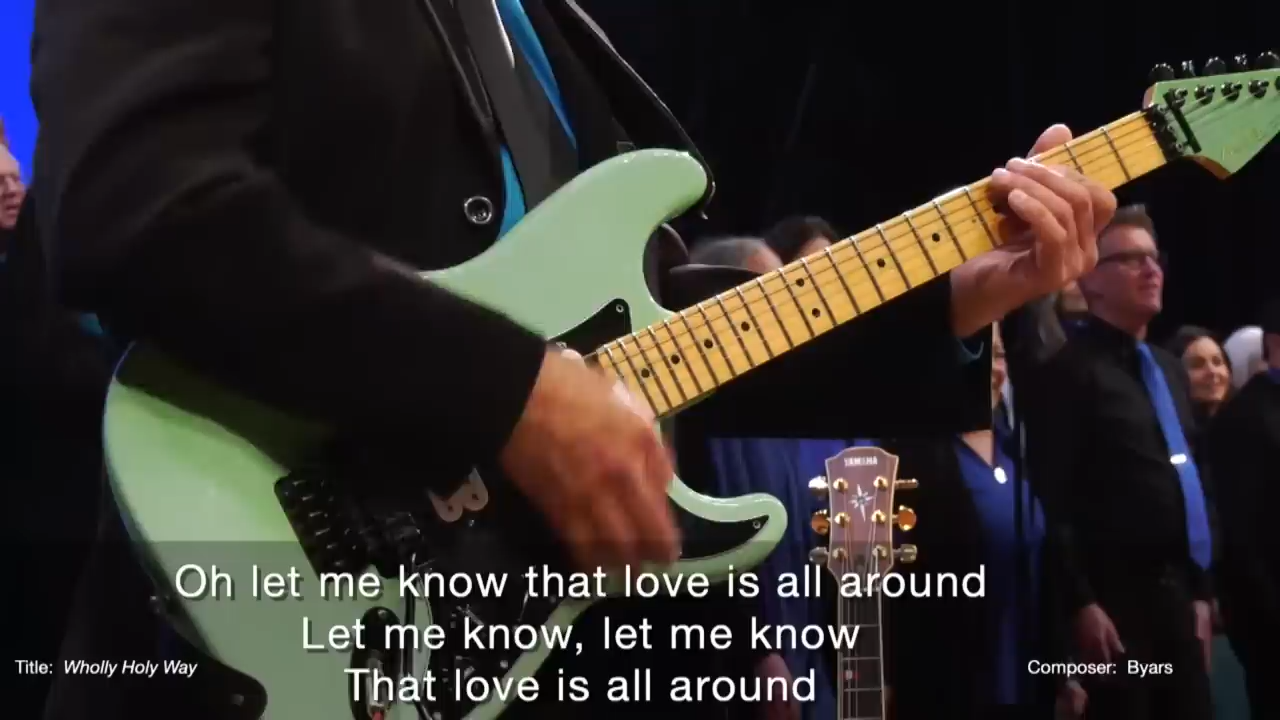 YAMAHA
Oh let me know that love is all around
Let me know, let me know
That love is all around
Title: Wholly Holy Way
Composer: Byars